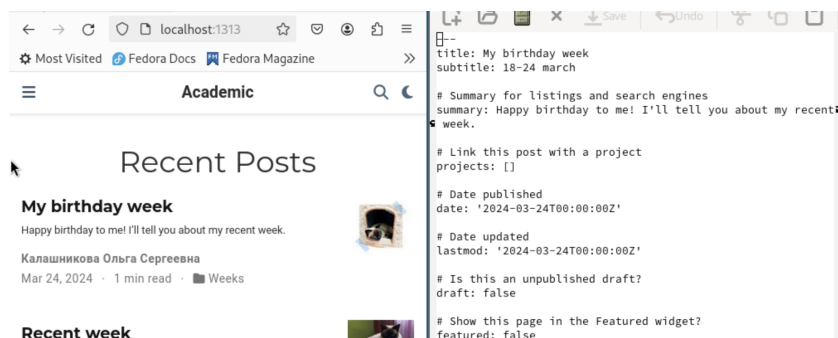 localhost:1313
Most Visited Fedora Docs Fedora Magazine
Academic
Recent Posts
My birthday week
Happy birthday to me! I'll tell you about my recent week.
Калашникова Ольга Сергеевна
Mar 24, 2024 · 1 min read · Weeks
Recent week
Save Undo
---
title: My birthday week
subtitle: 18-24 march
# Summary for listings and search engines
summary: Happy birthday to me! I'll tell you about my recent
week.
# Link this post with a project
projects: []
# Date published
date: '2024-03-24T00:00:00Z'
# Date updated
lastmod: '2024-03-24T00:00:00Z'
# Is this an unpublished draft?
draft: false
# Show this page in the Featured widget?
featured: false